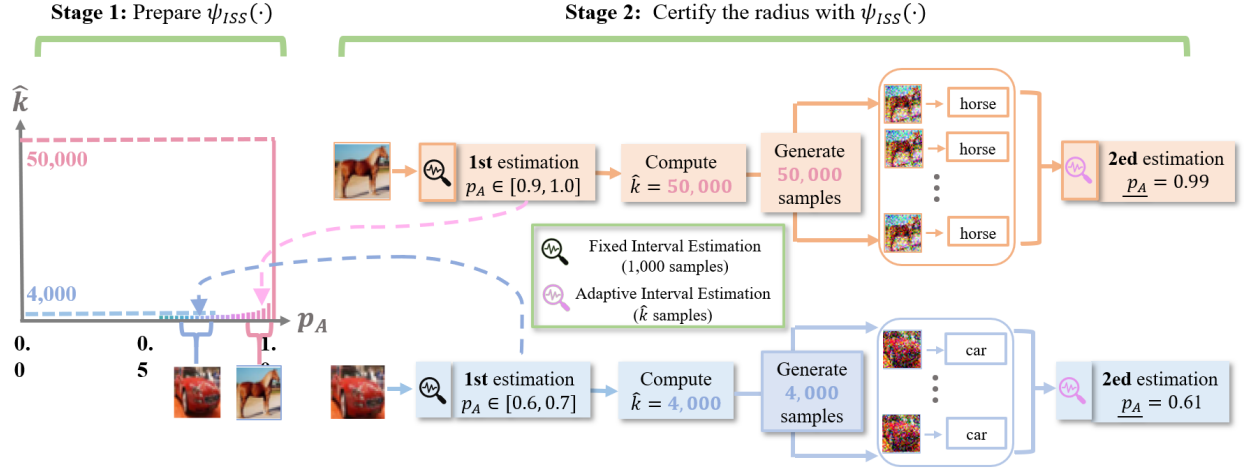 Stage 1: Prepare ψ_ISS(·)
Stage 2: Certify the radius with ψ_ISS(·)
k̂
50,000
4,000
p_A
0.
0
0.
5
1.
1st estimation
p_A ∈ [0.9, 1.0]
Compute
k̂ = 50,000
Generate
50,000
samples
horse
horse
horse
2ed estimation
p_A = 0.99
Fixed Interval Estimation
(1,000 samples)
Adaptive Interval Estimation
(k̂ samples)
1st estimation
p_A ∈ [0.6, 0.7]
Compute
k̂ = 4,000
Generate
4,000
samples
car
car
2ed estimation
p_A = 0.61